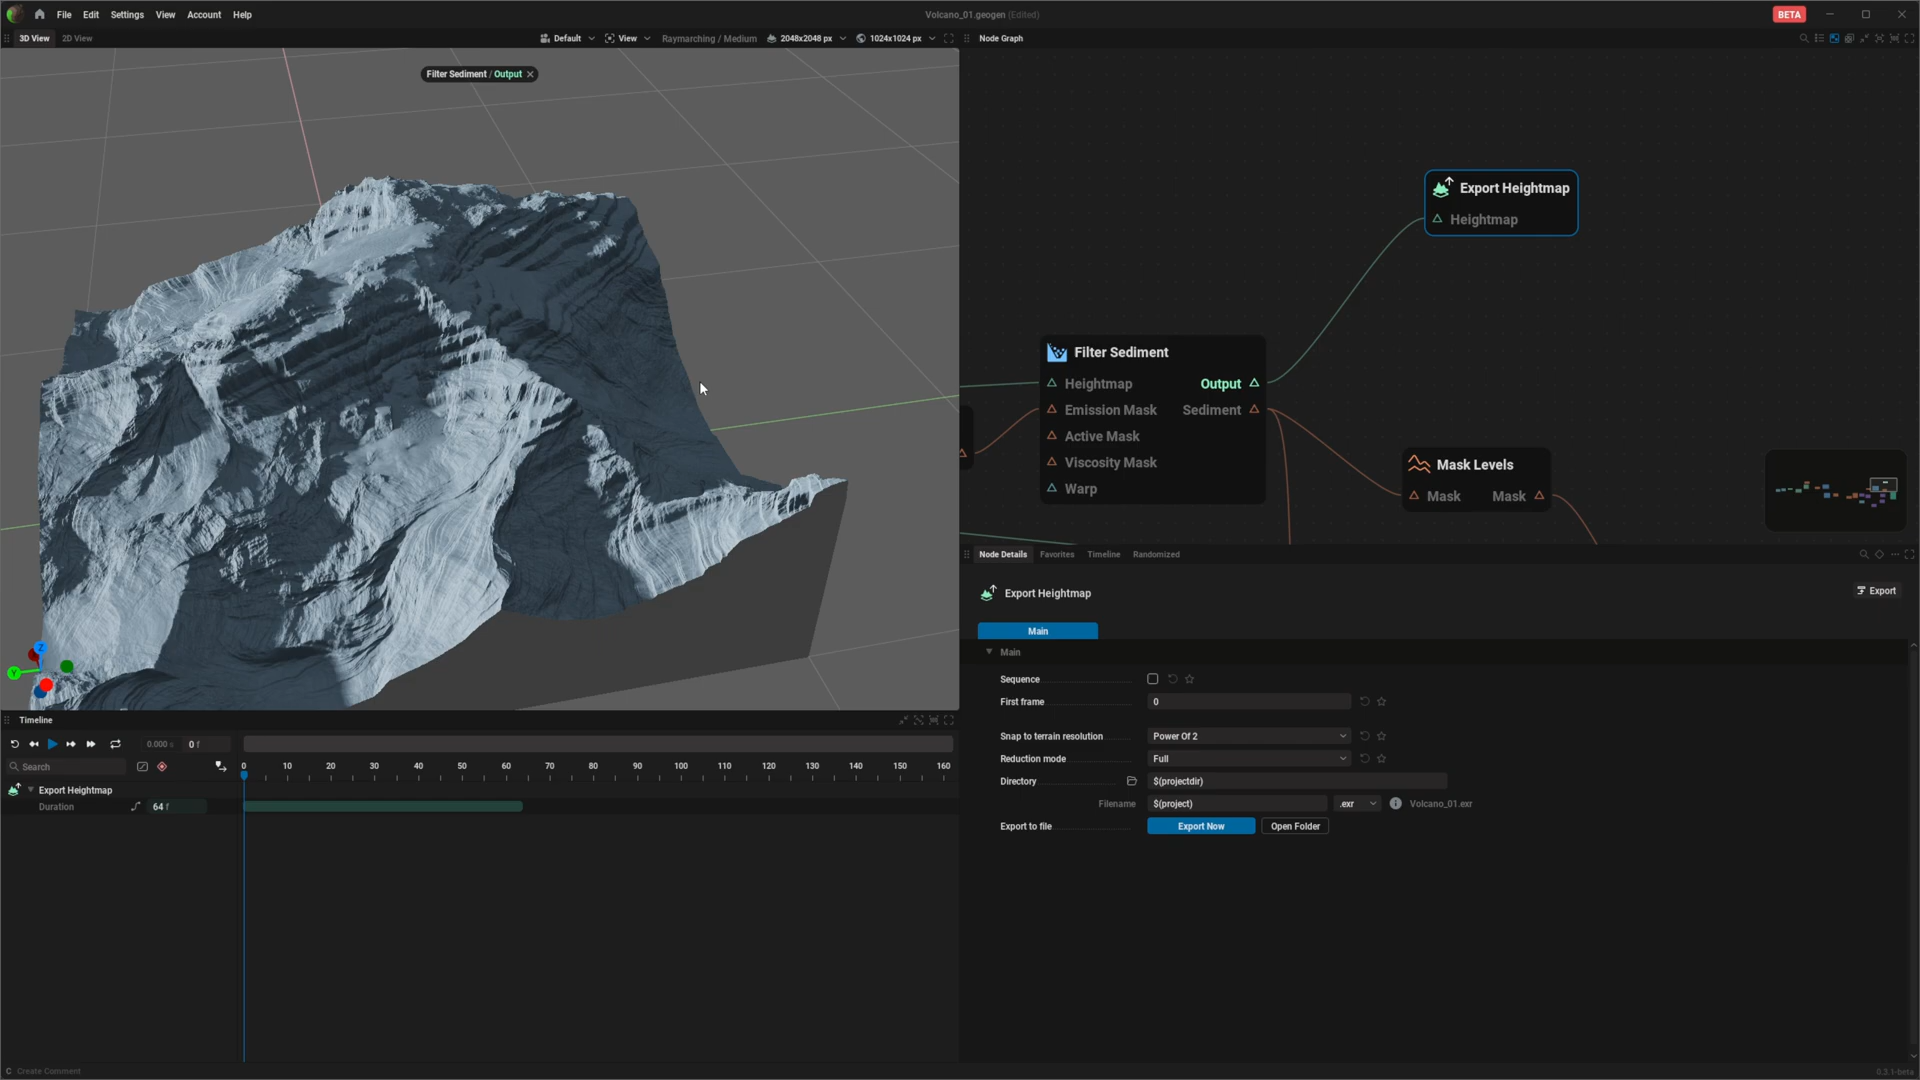 File Edit Settings View Account Help
Volcano_01.geogen (Edited)
BETA
3D View 2D View
Default View Raymarching / Medium 2048x2048 px 1024x1024 px
Filter Sediment / Output
Node Graph
Export Heightmap
Heightmap
Filter Sediment
Heightmap Output
Emission Mask Sediment
Active Mask
Viscosity Mask
Warp
Mask Levels
Mask Mask
Z
Y
Node Details Favorites Timeline Randomized
Export Heightmap
Export
Main
Main
Sequence
First frame 0
Snap to terrain resolution Power Of 2
Reduction mode Full
Directory $(projectdir)
Filename $(project) .exr Volcano_01.exr
Export to file Export Now Open Folder
Timeline
0.000 s 0 f
Search
0 10 20 30 40 50 60 70 80 90 100 110 120 130 140 150 160
Export Heightmap
Duration 64 f
C Create Comment
0.3.1-beta